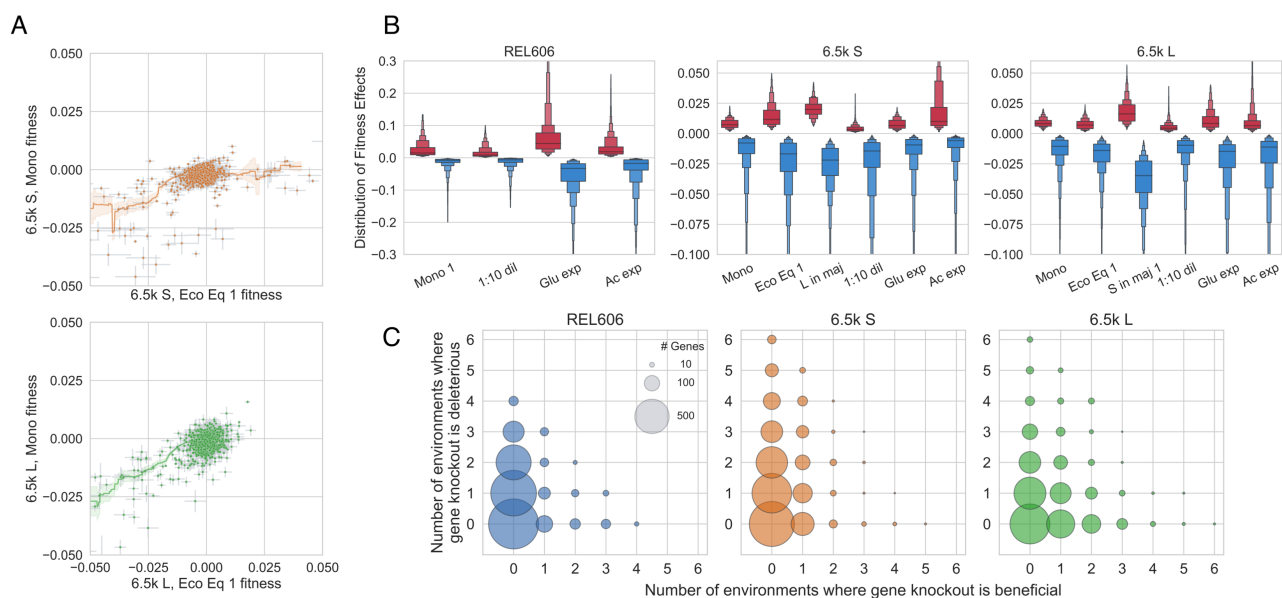 A
0.050
0.025
0.000
−0.025
−0.050
6.5k S, Mono fitness
6.5k S, Eco Eq 1 fitness
0.050
0.025
0.000
−0.025
−0.050
6.5k L, Mono fitness
−0.050
−0.025
0.000
0.025
0.050
6.5k L, Eco Eq 1 fitness
B
Distribution of Fitness Effects
REL606
0.3
0.2
0.1
0.0
−0.1
−0.2
−0.3
Mono 1
1:10 dil
Glu exp
Ac exp
6.5k S
0.050
0.025
0.000
−0.025
−0.050
−0.075
−0.100
Mono
Eco Eq 1
L in maj
1:10 dil
Glu exp
Ac exp
6.5k L
0.050
0.025
0.000
−0.025
−0.050
−0.075
−0.100
Mono
Eco Eq 1
S in maj 1
1:10 dil
Glu exp
Ac exp
C
Number of environments where
gene knockout is deleterious
REL606
6
5
4
3
2
1
0
# Genes
10
100
500
0 1 2 3 4 5 6
6.5k S
6
5
4
3
2
1
0
0 1 2 3 4 5 6
6.5k L
6
5
4
3
2
1
0
0 1 2 3 4 5 6
Number of environments where gene knockout is beneficial